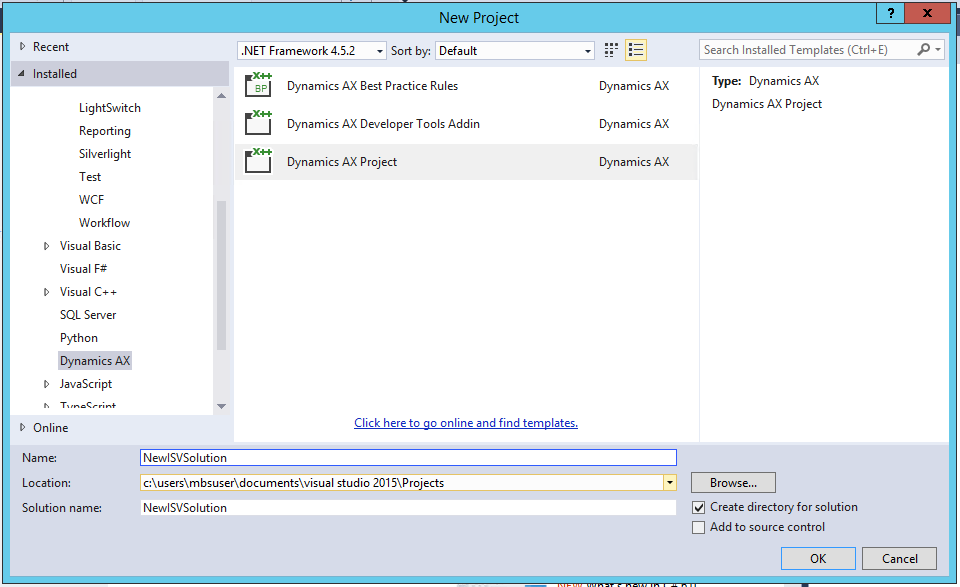 New Project
? x
Recent
.NET Framework 4.5.2 Sort by: Default
Search Installed Templates (Ctrl+E)
Installed
LightSwitch
Reporting
Silverlight
Test
WCF
Workflow
Visual Basic
Visual F#
Visual C++
SQL Server
Python
Dynamics AX
JavaScript
TypeScript
Online
X++
BP
Dynamics AX Best Practice Rules Dynamics AX
X++
Dynamics AX Developer Tools Addin Dynamics AX
X++
Dynamics AX Project Dynamics AX
Click here to go online and find templates.
Type: Dynamics AX
Dynamics AX Project
Name: NewISVSolution
Location: c:\users\mbsuser\documents\visual studio 2015\Projects Browse...
Solution name: NewISVSolution
Create directory for solution
Add to source control
OK Cancel